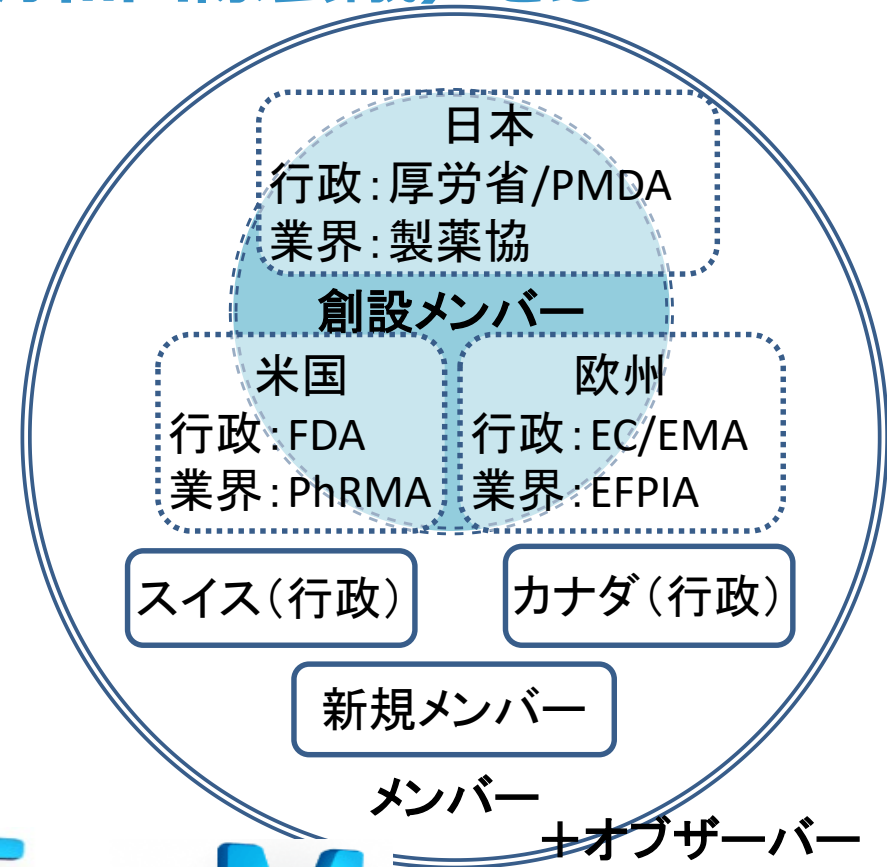 日本
行政：厚労省/PMDA
業界：製薬協
創設メンバー
米国
行政：FDA
業界：PhRMA
欧州
行政：EC/EMA
業界：EFPIA
スイス（行政）
カナダ（行政）
新規メンバー
メンバー
＋オブザーバー